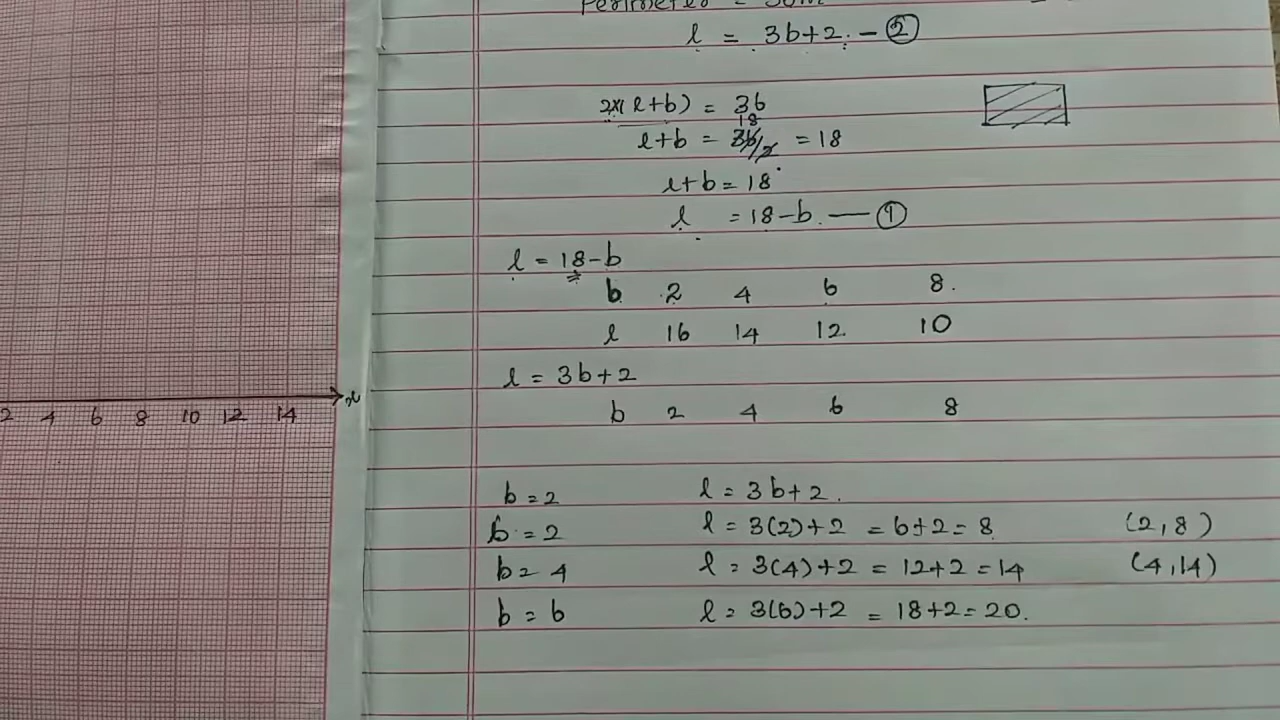 l = 3b+2. — ②
2×(l+b) = 36
18
l+b = 36/2 = 18
l+b = 18
l = 18-b. — ①
l = 18-b
b 2 4 6 8.
l 16 14 12. 10
l = 3b+2
2 4 6 8 10 12 14 x
b 2 4 6 8
b = 2 l = 3b+2.
b = 2 l = 3(2)+2 = 6+2 = 8 (2,8)
b = 4 l = 3(4)+2 = 12+2 = 14 (4,14)
b = 6 l = 3(6)+2 = 18+2 = 20.